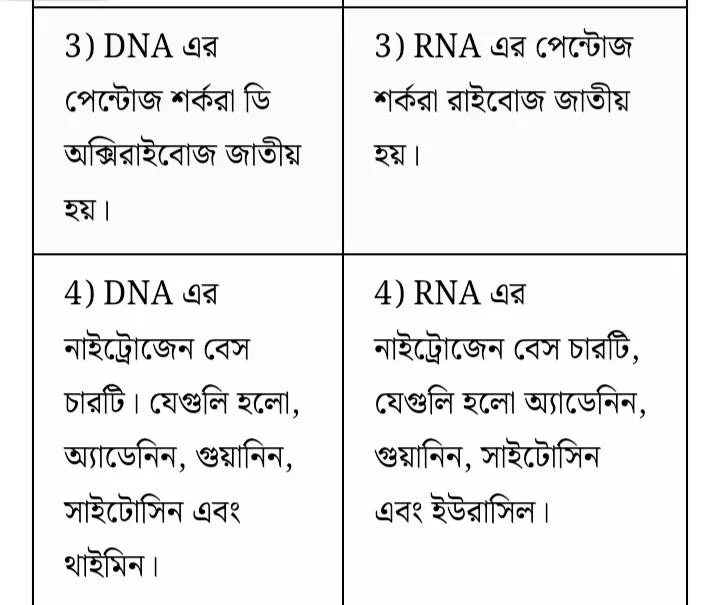 3) DNA এর
পেন্টোজ শর্করা ডি
অক্সিরাইবোজ জাতীয়
হয়।
3) RNA এর পেন্টোজ
শর্করা রাইবোজ জাতীয়
হয়।
4) DNA এর
নাইট্রোজেন বেস
চারটি। যেগুলি হলো,
অ্যাডেনিন, গুয়ানিন,
সাইটোসিন এবং
থাইমিন।
4) RNA এর
নাইট্রোজেন বেস চারটি,
যেগুলি হলো অ্যাডেনিন,
গুয়ানিন, সাইটোসিন
এবং ইউরাসিল।